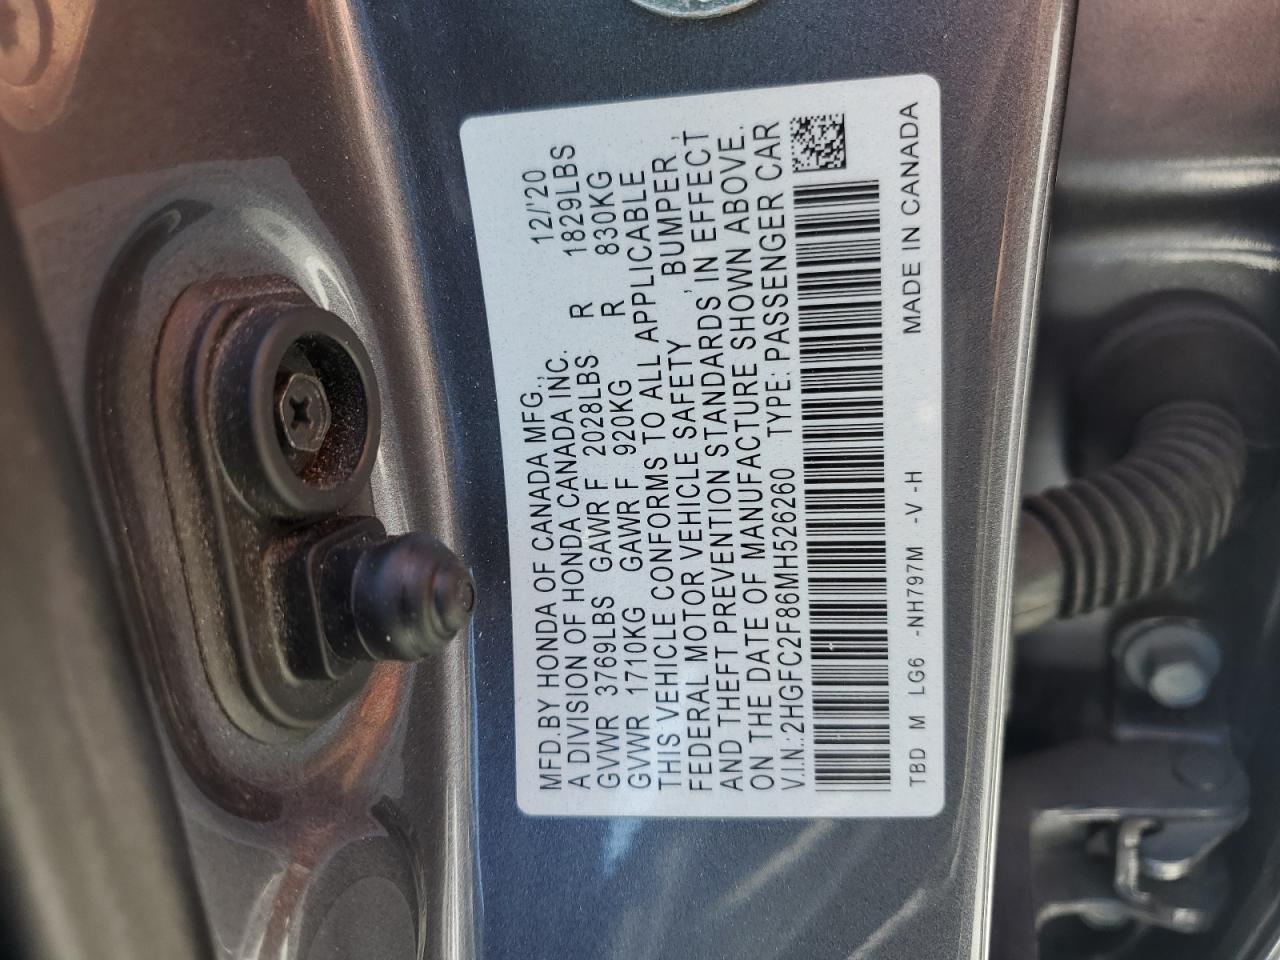 MFD.BY HONDA OF CANADA MFG., 12/'20
A DIVISION OF HONDA CANADA INC.
GVWR 3769LBS GAWR F 2028LBS R 1829LBS
GVWR 1710KG GAWR F 920KG R 830KG
THIS VEHICLE CONFORMS TO ALL APPLICABLE
FEDERAL MOTOR VEHICLE SAFETY , BUMPER ,
AND THEFT PREVENTION STANDARDS IN EFFECT
ON THE DATE OF MANUFACTURE SHOWN ABOVE.
V.I.N.:2HGFC2F86MH526260 TYPE: PASSENGER CAR
TBD M LG6 -NH797M -V -H MADE IN CANADA